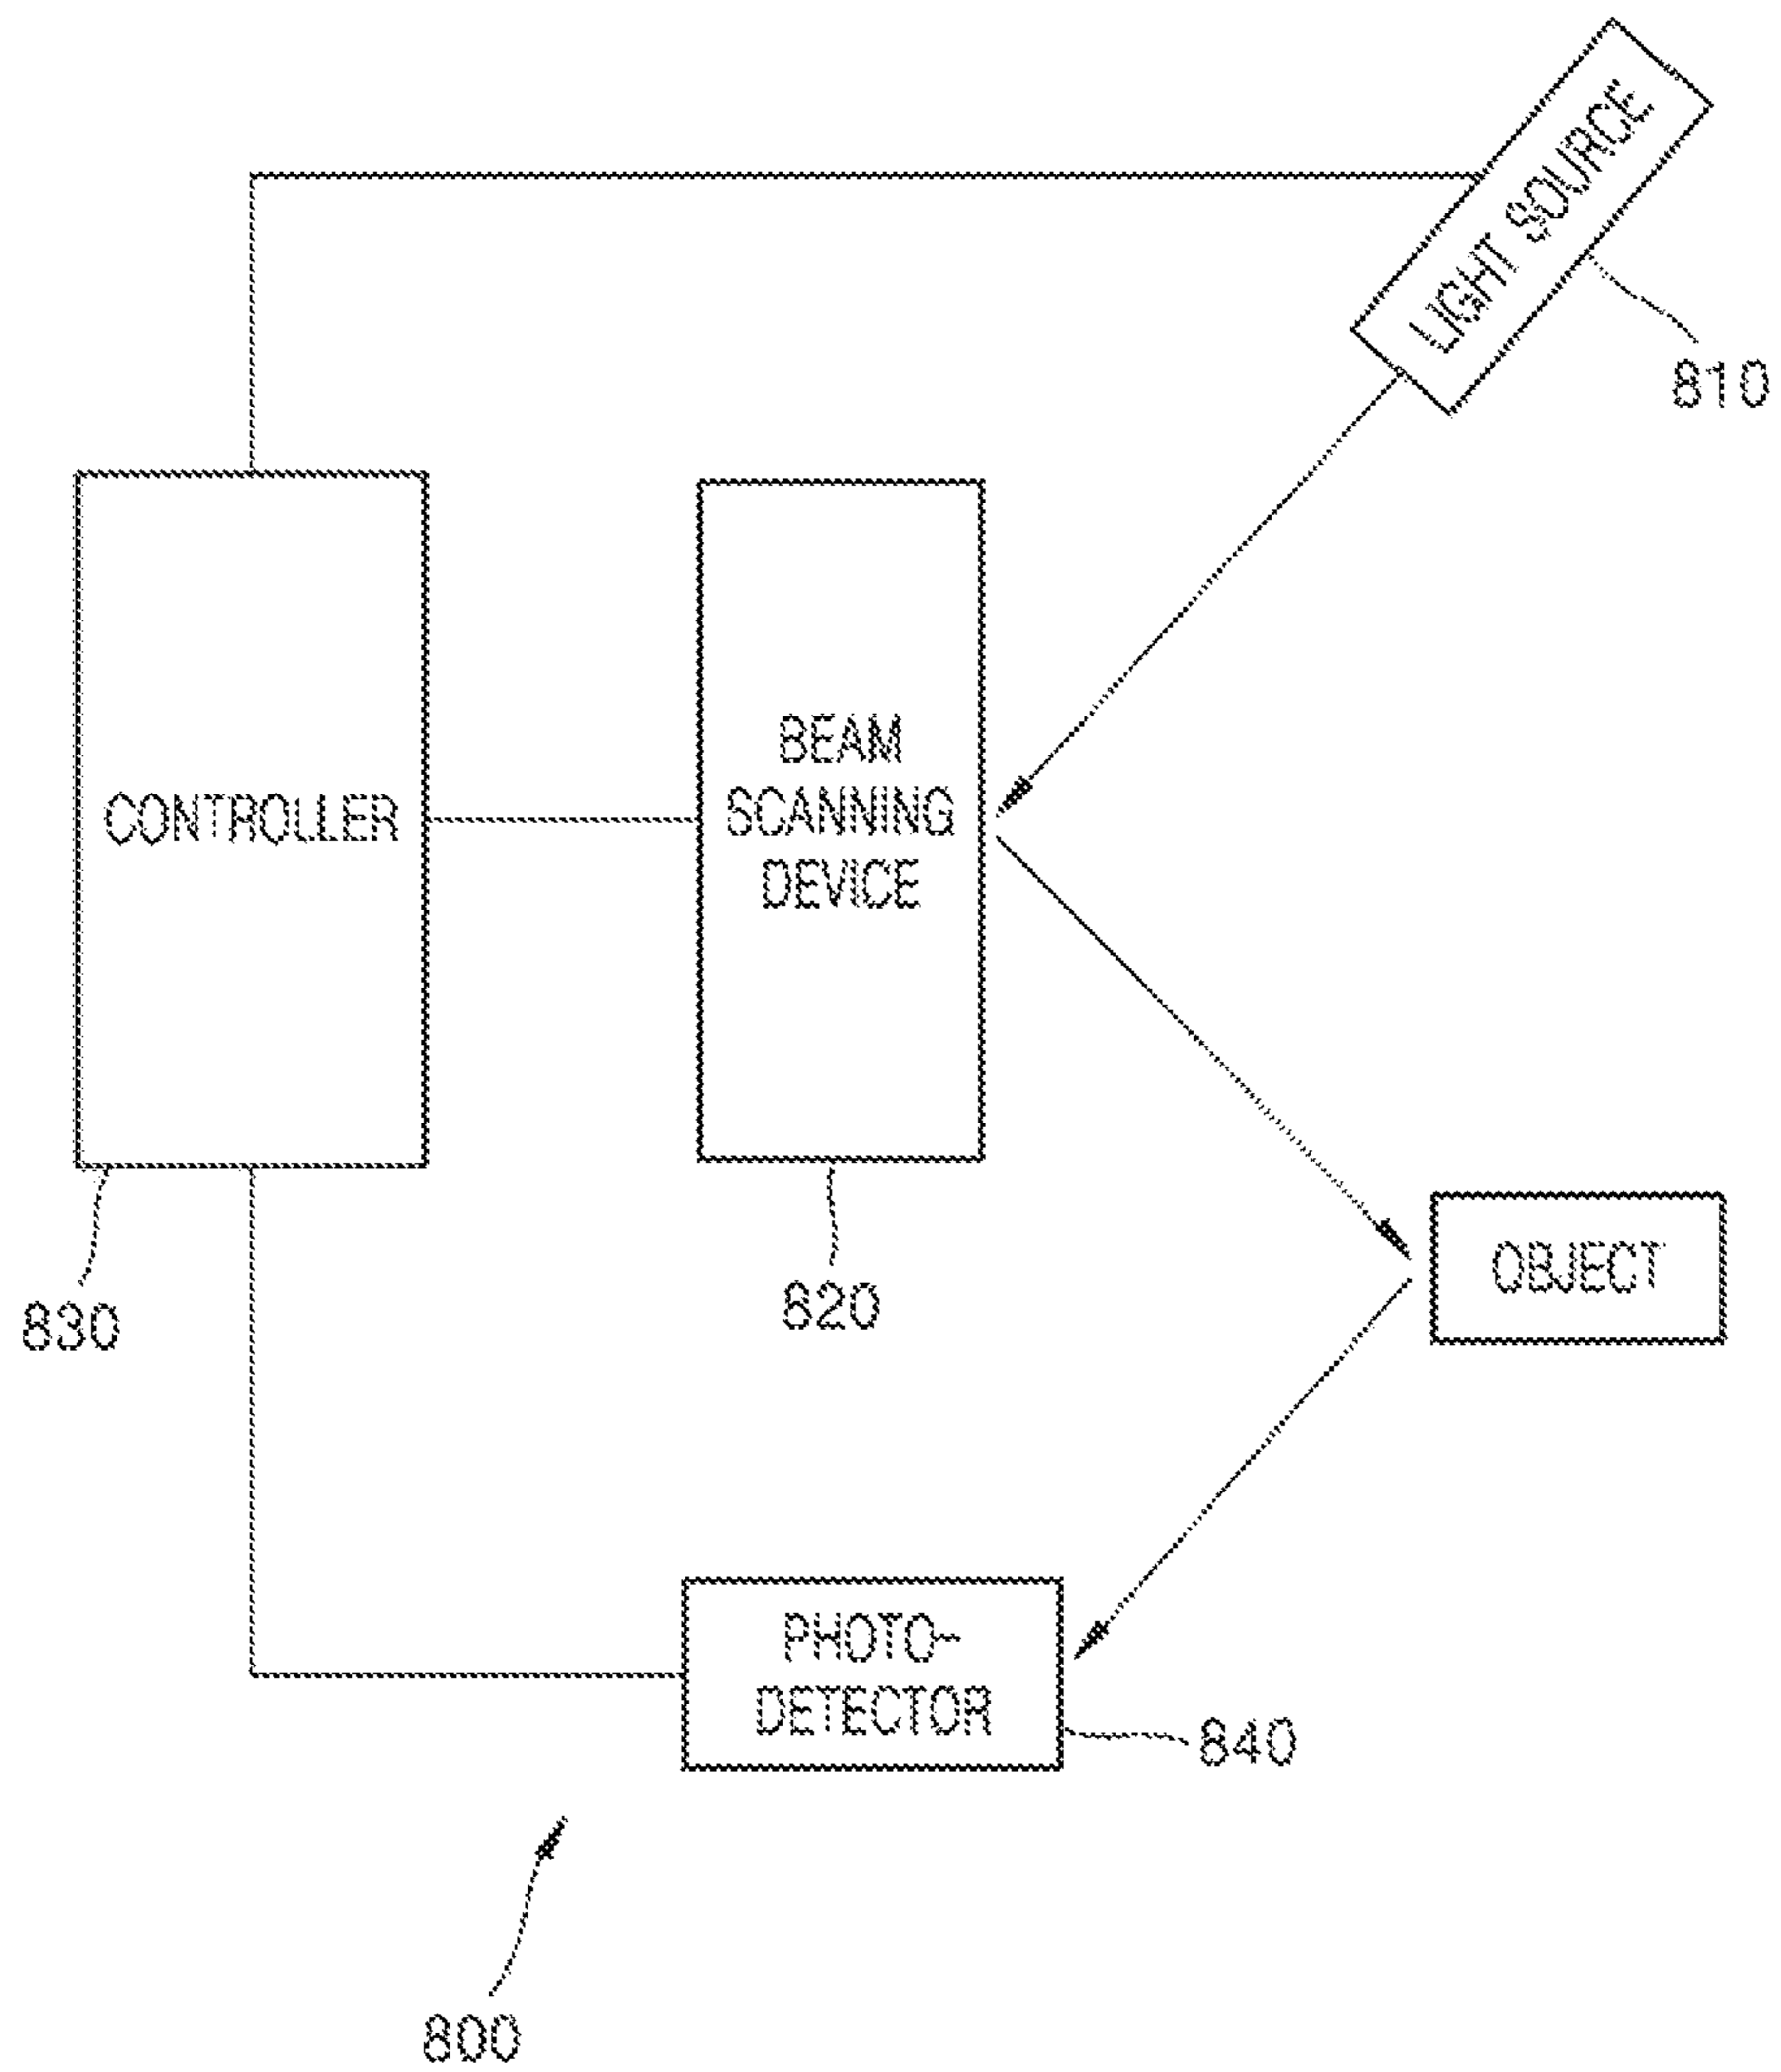 LIGHT SOURCE
810
CONTROLLER
BEAM
SCANNING
DEVICE
830
820
OBJECT
PHOTO-
DETECTOR
840
800